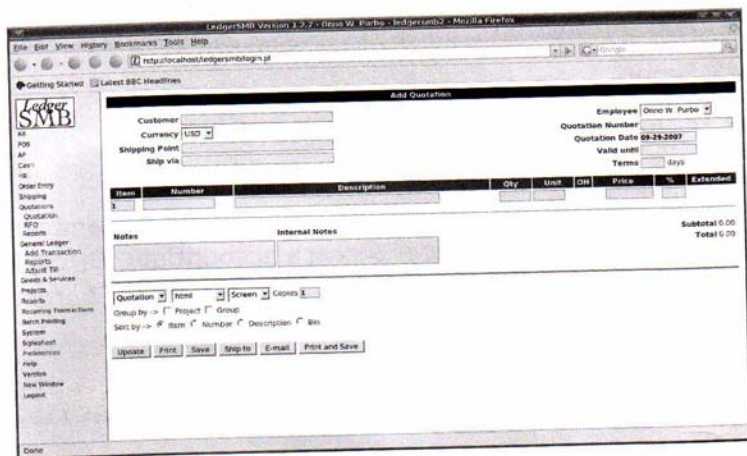 LedgerSMB Version 1.2.7 - Onno W. Purbo - ledgersmb2 - Mozilla Firefox
File Edit View History Bookmarks Tools Help
http://localhost/ledgersmb/login.pl
Getting Started Latest BBC Headlines
Ledger
SMB
AR
POS
AP
Cash
HR
Order Entry
Shipping
Quotations
Quotation
RFQ
Reports
General Ledger
Add Transaction
Reports
Adjust Till
Goods & Services
Projects
Reports
Recurring Transactions
Batch Printing
System
Stylesheet
Preferences
Help
Version
New Window
Logout
Add Quotation
Customer
Currency USD
Shipping Point
Ship via
Employee Onno W. Purbo
Quotation Number
Quotation Date 09-29-2007
Valid until
Terms days
Item Number Description Qty Unit OH Price % Extended
1
Notes Internal Notes
Subtotal 0.00
Total 0.00
Quotation html Screen Copies 1
Group by -> Project Group
Sort by -> Item Number Description Bin
Update Print Save Ship to E-mail Print and Save
Done